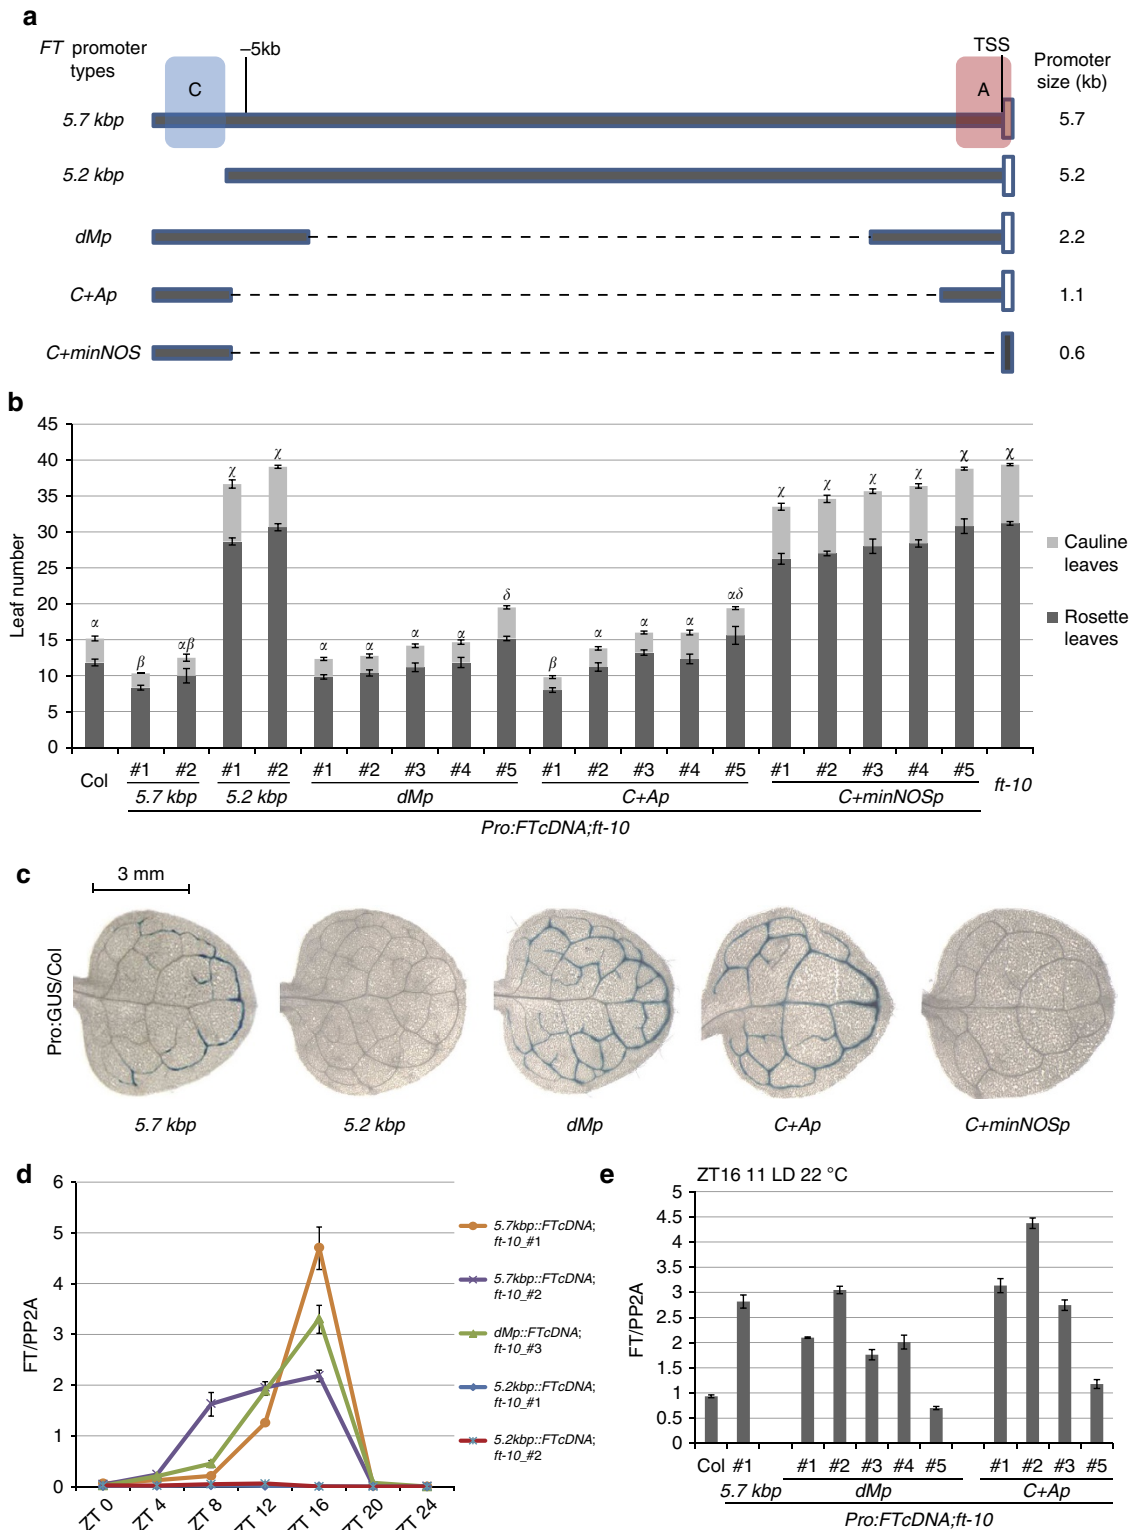 a
FT promoter types
–5kb
TSS
Promoter size (kb)
C
A
5.7 kbp
5.7
5.2 kbp
5.2
dMp
2.2
C+Ap
1.1
C+minNOS
0.6
b
Leaf number
45
40
35
30
25
20
15
10
5
0
α
β
αβ
χ
χ
α
α
α
α
δ
β
α
α
α
αδ
χ
χ
χ
χ
χ
χ
Cauline leaves
Rosette leaves
Col
#1 #2
#1 #2
#1 #2 #3 #4 #5
#1 #2 #3 #4 #5
#1 #2 #3 #4 #5
ft-10
5.7 kbp
5.2 kbp
dMp
C+Ap
C+minNOSp
Pro:FTcDNA;ft-10
c
3 mm
Pro:GUS/Col
5.7 kbp
5.2 kbp
dMp
C+Ap
C+minNOSp
d
FT/PP2A
6
5
4
3
2
1
0
ZT 0
ZT 4
ZT 8
ZT 12
ZT 16
ZT 20
ZT 24
5.7kbp::FTcDNA;
ft-10_#1
5.7kbp::FTcDNA;
ft-10_#2
dMp::FTcDNA;
ft-10_#3
5.2kbp::FTcDNA;
ft-10_#1
5.2kbp::FTcDNA;
ft-10_#2
e
ZT16 11 LD 22 °C
FT/PP2A
5
4.5
4
3.5
3
2.5
2
1.5
1
0.5
0
Col #1
#1 #2 #3 #4 #5
#1 #2 #3 #5
5.7 kbp
dMp
C+Ap
Pro:FTcDNA;ft-10